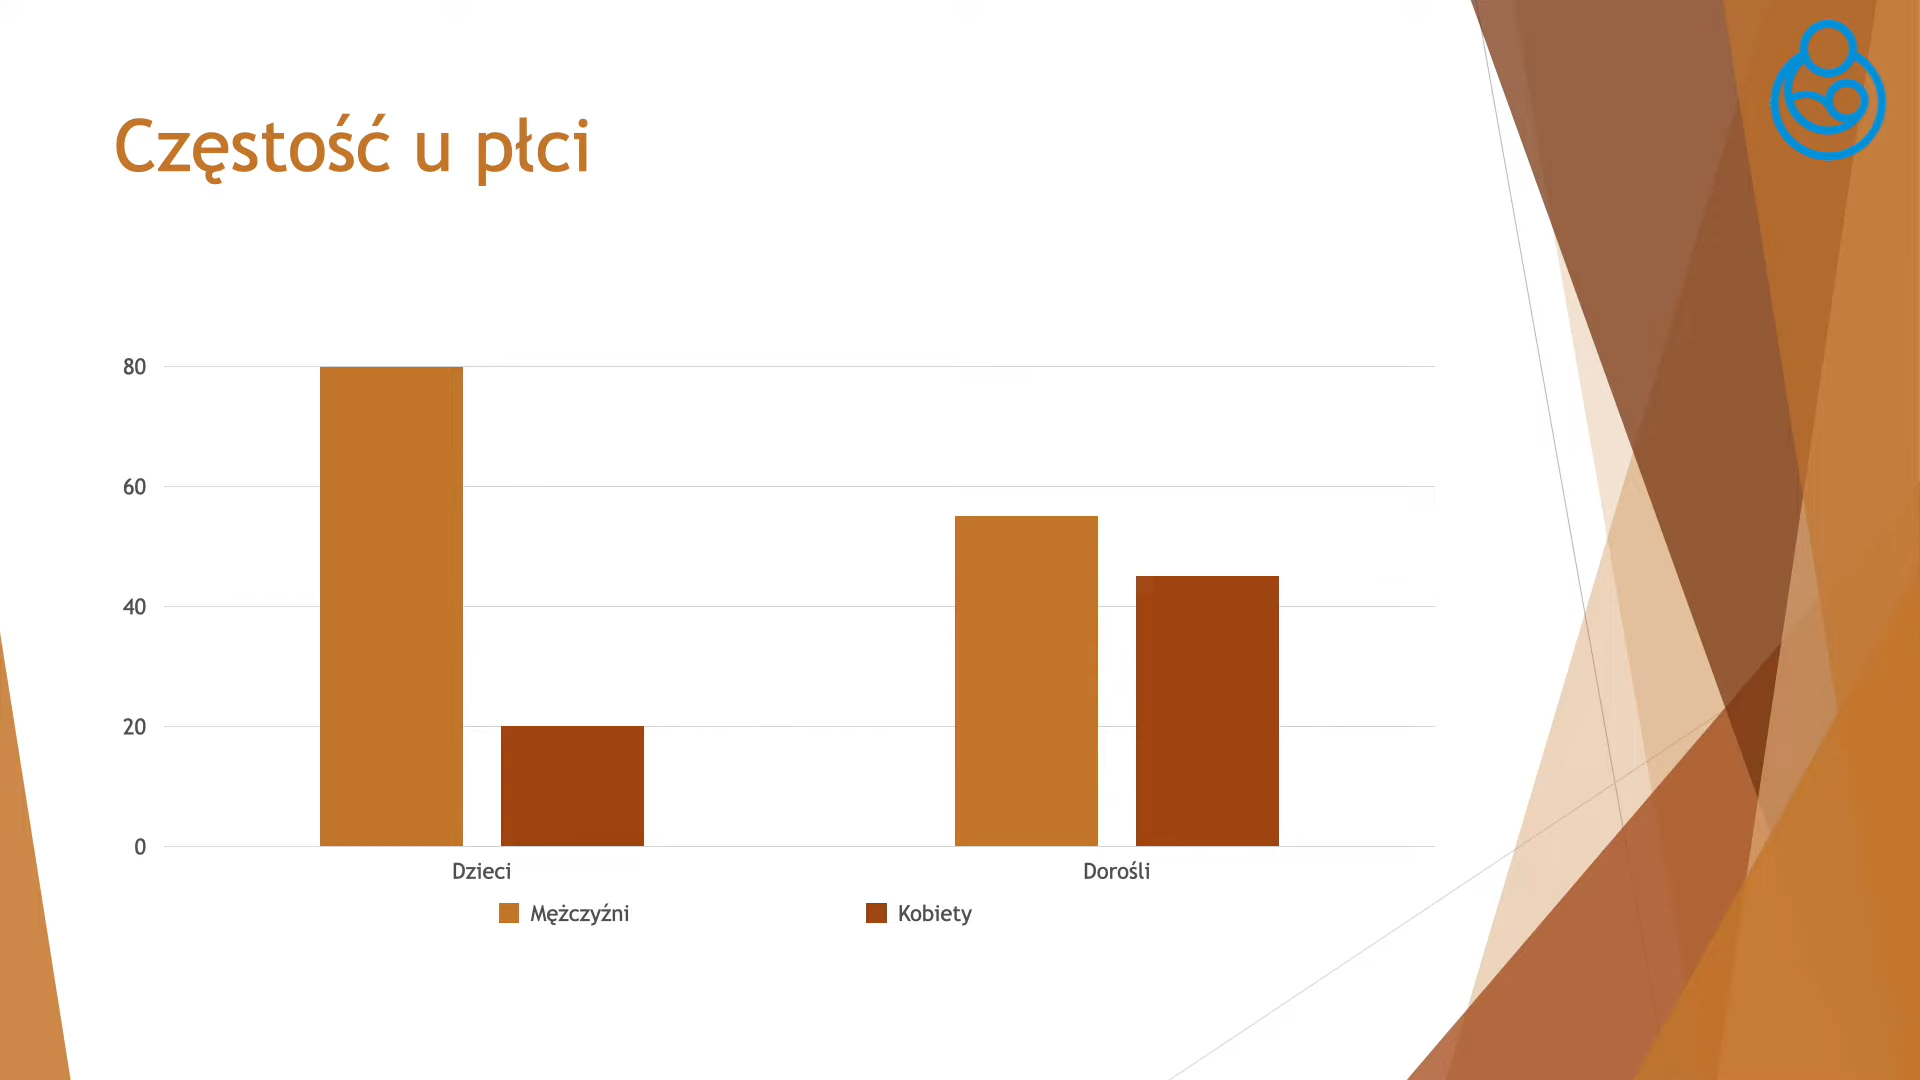 Częstość u płci
80
60
40
20
0
Dzieci
Dorośli
Mężczyźni
Kobiety